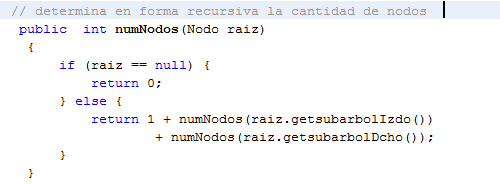 // determina en forma recursiva la cantidad de nodos
public  int numNodos(Nodo raiz)
{
if (raiz == null) {
return 0;
} else {
return 1 + numNodos(raiz.getsubarbolIzdo())
+ numNodos(raiz.getsubarbolDcho());
}
}